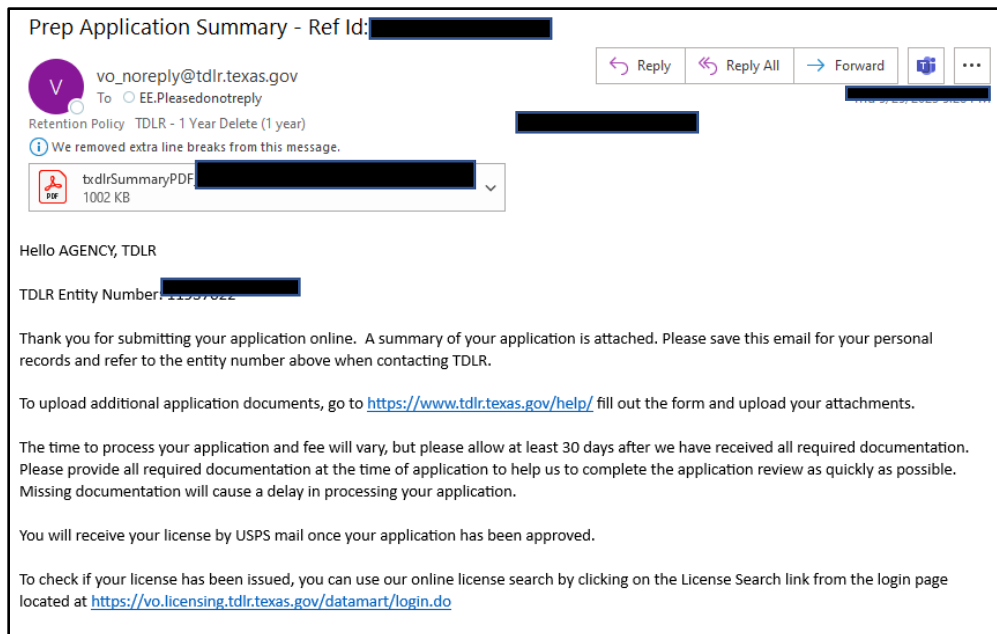 Prep Application Summary - Ref Id:
Reply
Reply All
Forward
V
vo_noreply@tdlr.texas.gov
To EE.Pleasedonotreply
Retention Policy TDLR - 1 Year Delete (1 year)
We removed extra line breaks from this message.
PDF
txdlrSummaryPDF
1002 KB
Hello AGENCY, TDLR
TDLR Entity Number:
Thank you for submitting your application online.  A summary of your application is attached. Please save this email for your personal
records and refer to the entity number above when contacting TDLR.
To upload additional application documents, go to https://www.tdlr.texas.gov/help/ fill out the form and upload your attachments.
The time to process your application and fee will vary, but please allow at least 30 days after we have received all required documentation.
Please provide all required documentation at the time of application to help us to complete the application review as quickly as possible.
Missing documentation will cause a delay in processing your application.
You will receive your license by USPS mail once your application has been approved.
To check if your license has been issued, you can use our online license search by clicking on the License Search link from the login page
located at https://vo.licensing.tdlr.texas.gov/datamart/login.do